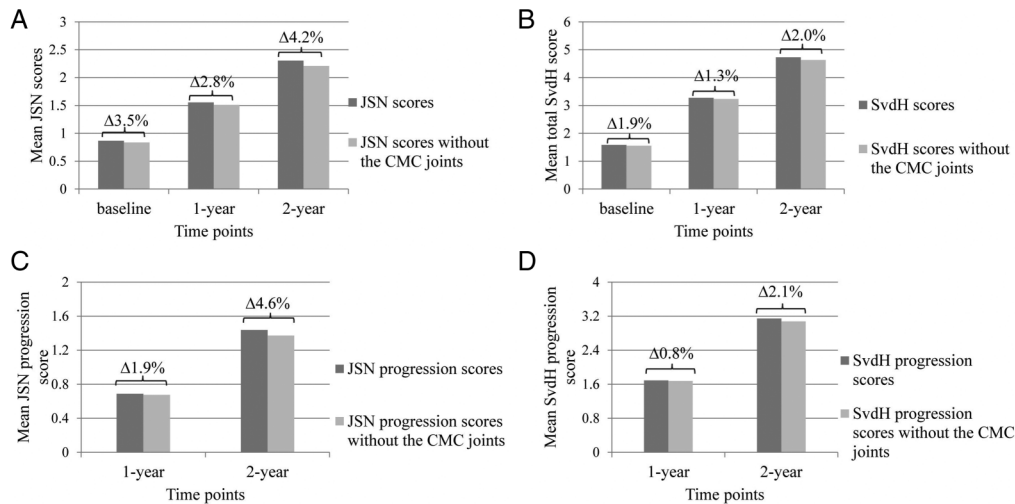 A
Mean JSN scores
3
2.5
2
1.5
1
0.5
0
Δ3.5%
Δ2.8%
Δ4.2%
baseline
1-year
2-year
Time points
JSN scores
JSN scores without
the CMC joints
B
Mean total SvdH score
6
5
4
3
2
1
0
Δ1.9%
Δ1.3%
Δ2.0%
baseline
1-year
2-year
Time points
SvdH scores
SvdH scores without
the CMC joints
C
Mean JSN progression
score
2
1.6
1.2
0.8
0.4
0
Δ1.9%
Δ4.6%
1-year
2-year
Time points
JSN progression scores
JSN progression scores
without the CMC joints
D
Mean SvdH progression
score
4
3.2
2.4
1.6
0.8
0
Δ0.8%
Δ2.1%
1-year
2-year
Time points
SvdH progression
scores
SvdH progression
scores without the CMC
joints